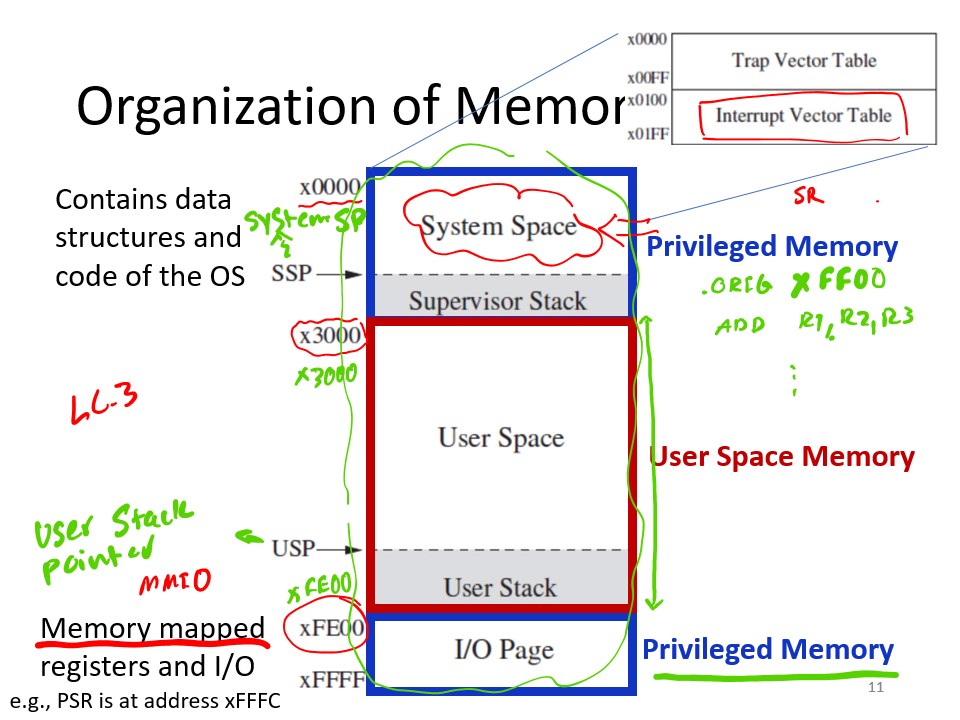 x0000
Trap Vector Table
x00FF
x0100
Interrupt Vector Table
x01FF
Organization of Memor
Contains data
structures and
code of the OS
x0000
System SP
System Space
SSP
Supervisor Stack
SR
Privileged Memory
.ORIG xFF00
ADD R1, R2, R3
x3000
x3000
LC-3
User Space
User Space Memory
User Stack
pointer
USP
User Stack
MMIO
xFE00
Memory mapped
registers and I/O
e.g., PSR is at address xFFFC
xFE00
I/O Page
xFFFF
Privileged Memory
11